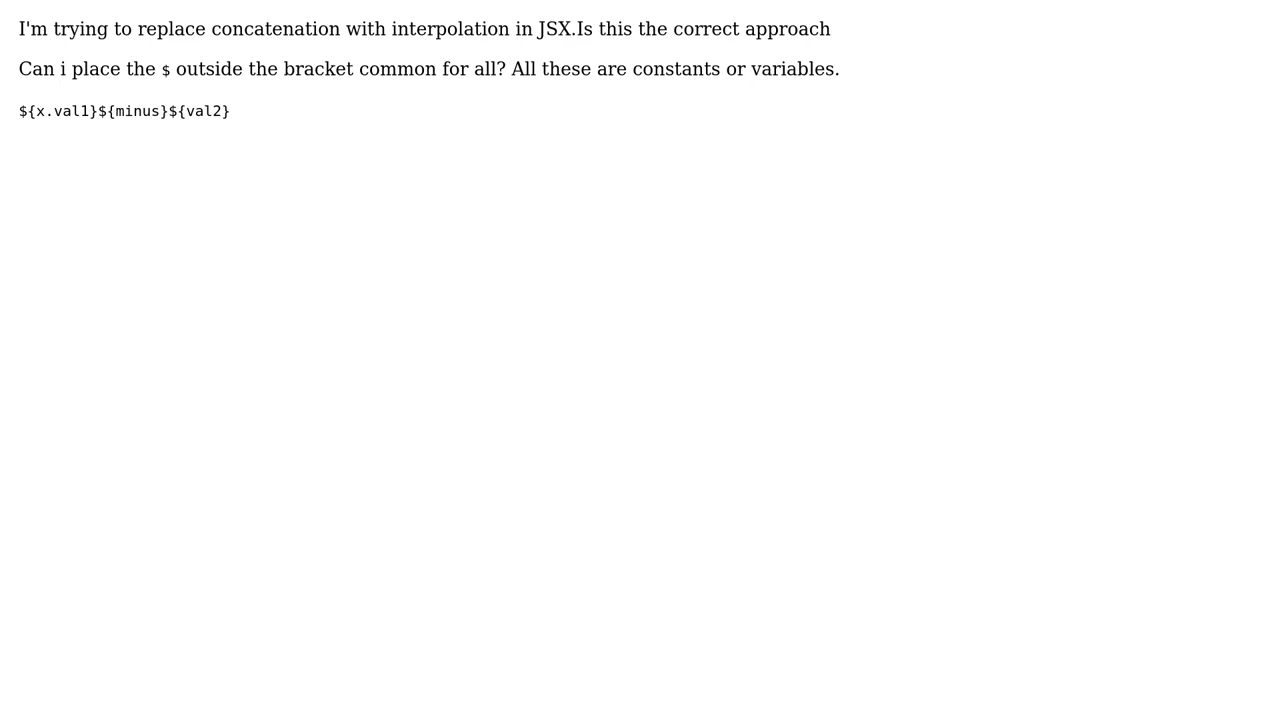 I'm trying to replace concatenation with interpolation in JSX.Is this the correct approach
Can i place the $ outside the bracket common for all? All these are constants or variables.
${x.val1}${minus}${val2}